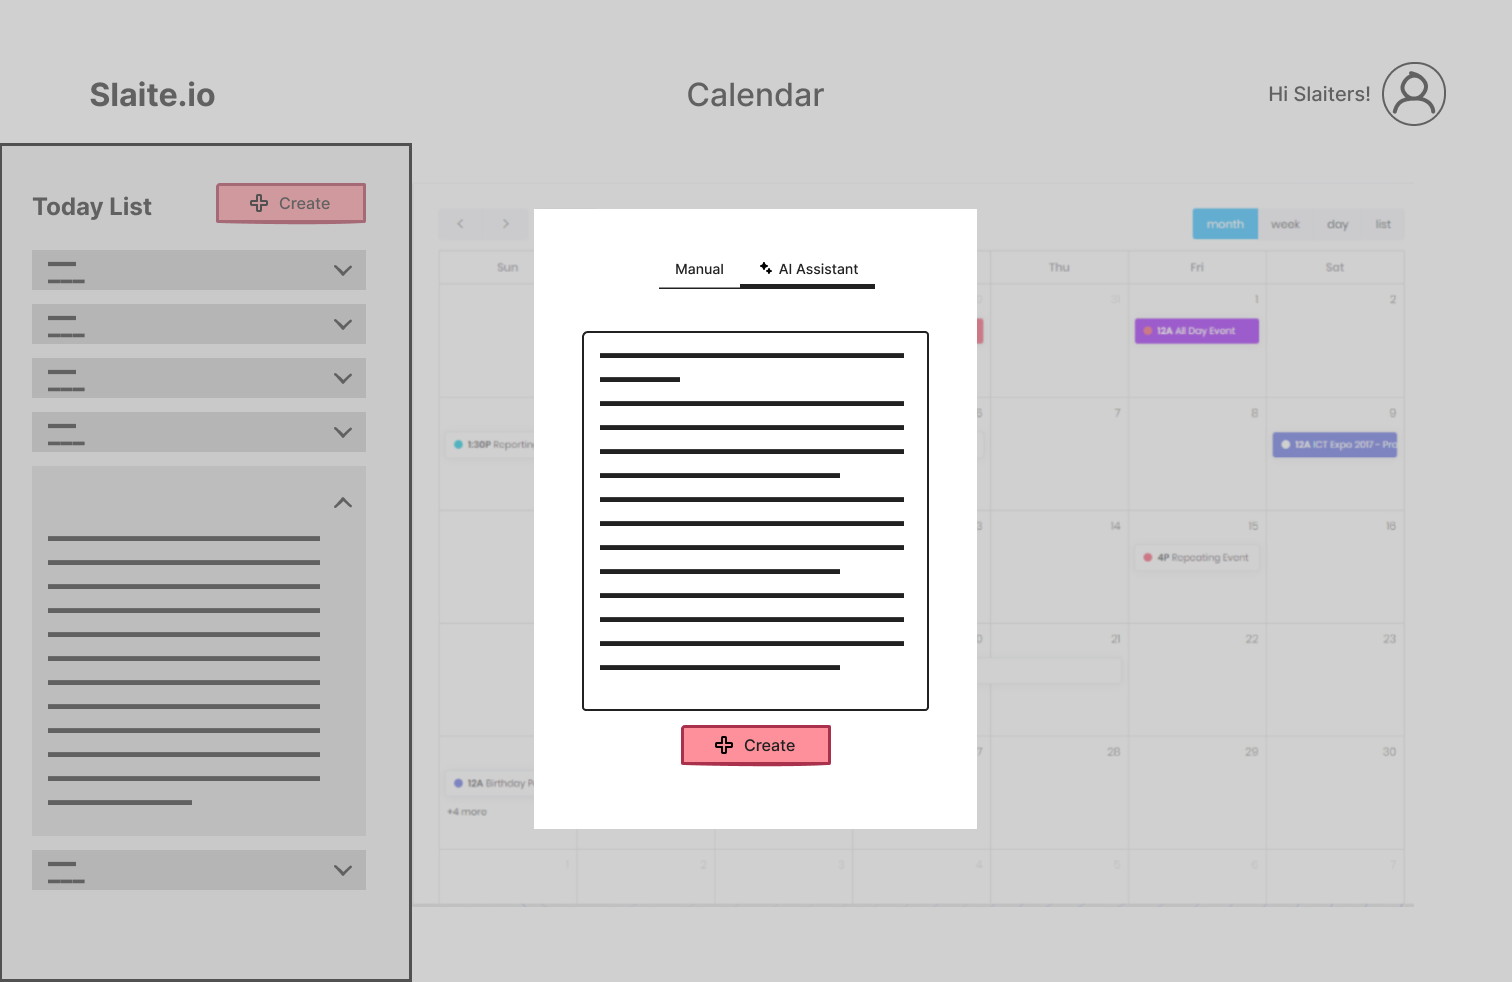 Slaite.io
Calendar
Hi Slaiters!
Today List
Create
month week day list
Sun Thu Fri Sat
Manual AI Assistant
31 1 2
12A All Day Event
6 7 8 9
1:30P
12A ICT Expo 2017 - Pro
14 15 16
4P Repeating Event
21 22 23
28 29 30
12A Birthday P
+4 more
Create
1 2 3 4 5 6 7